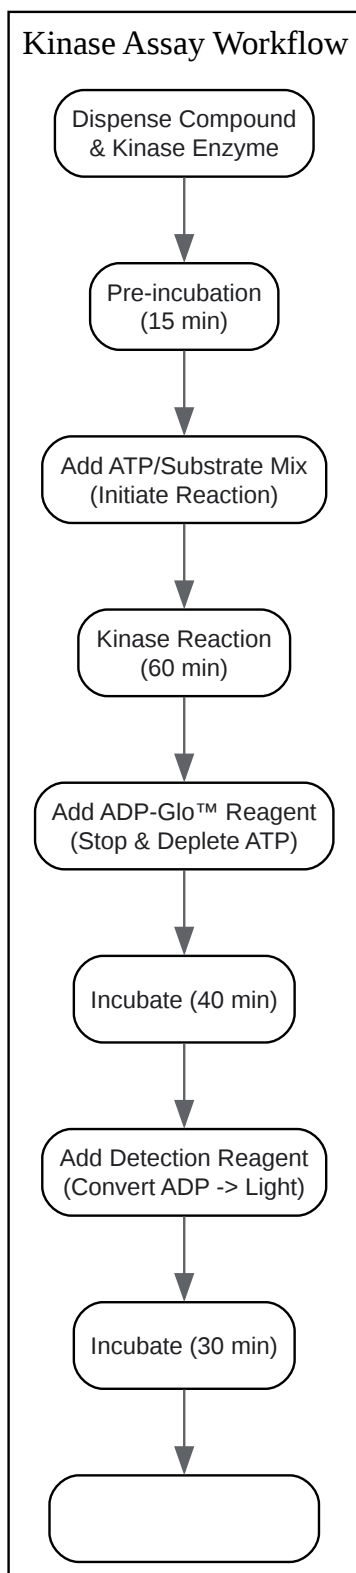 Kinase Assay Workflow
Dispense Compound
& Kinase Enzyme
Pre-incubation
(15 min)
Add ATP/Substrate Mix
(Initiate Reaction)
Kinase Reaction
(60 min)
Add ADP-Glo™ Reagent
(Stop & Deplete ATP)
Incubate (40 min)
Add Detection Reagent
(Convert ADP -> Light)
Incubate (30 min)